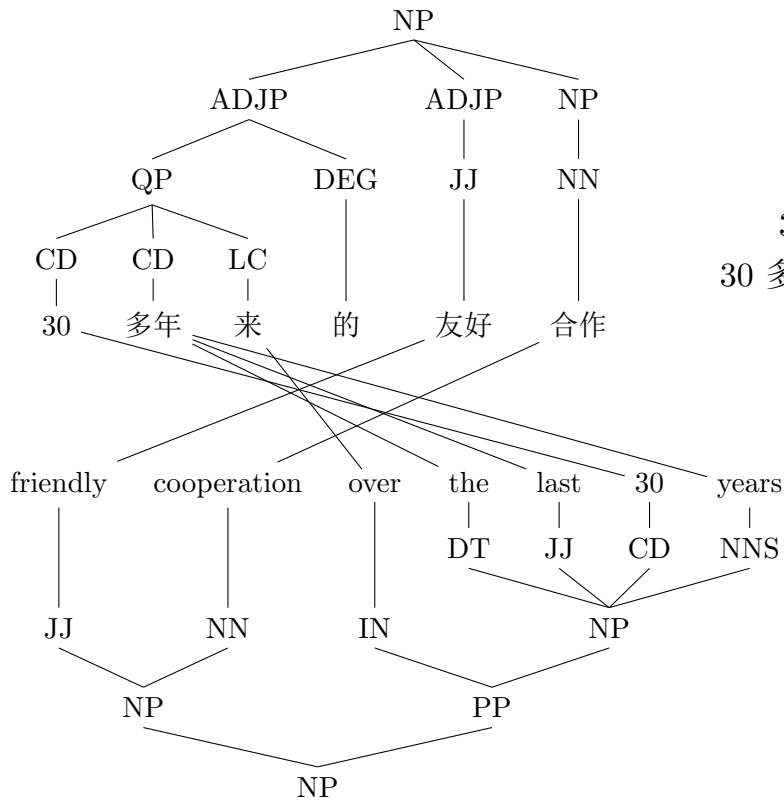 NP
ADJP ADJP NP
QP DEG JJ NN
CD CD LC
30 多年 来 的 友好 合作
30
friendly cooperation over the last 30 years
DT JJ CD NNS
JJ NN IN NP
NP PP
NP